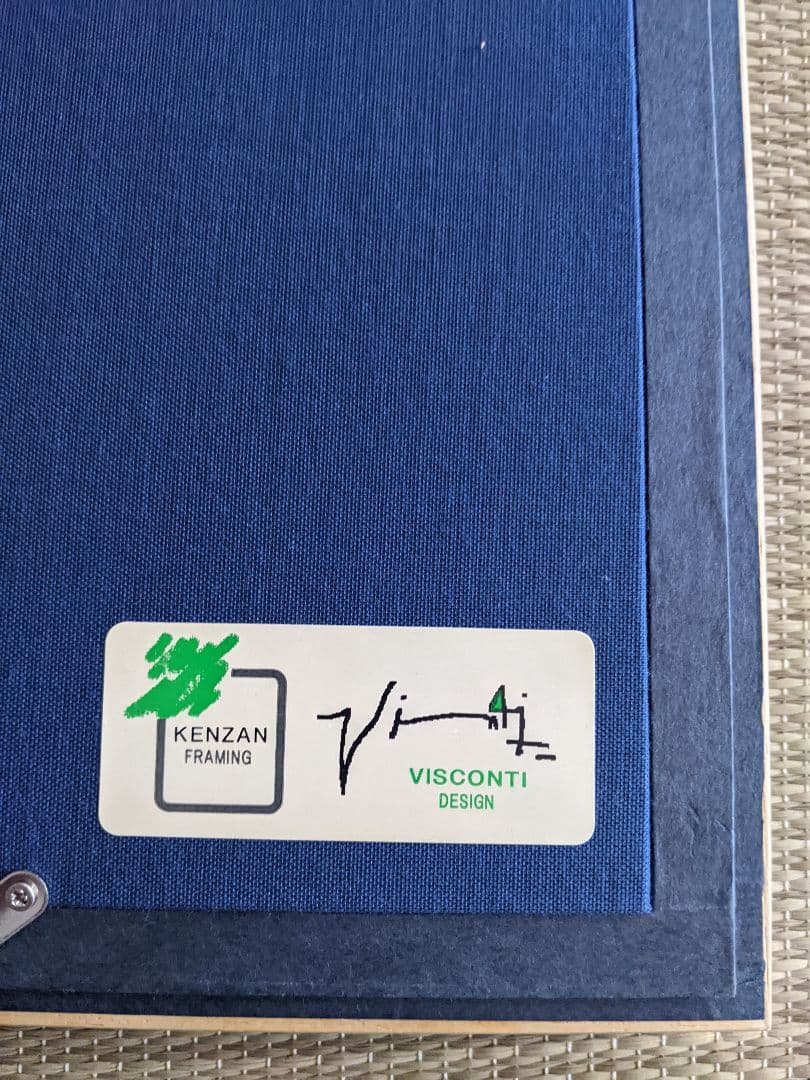 KENZAN
FRAMING
VISCONTI
DESIGN